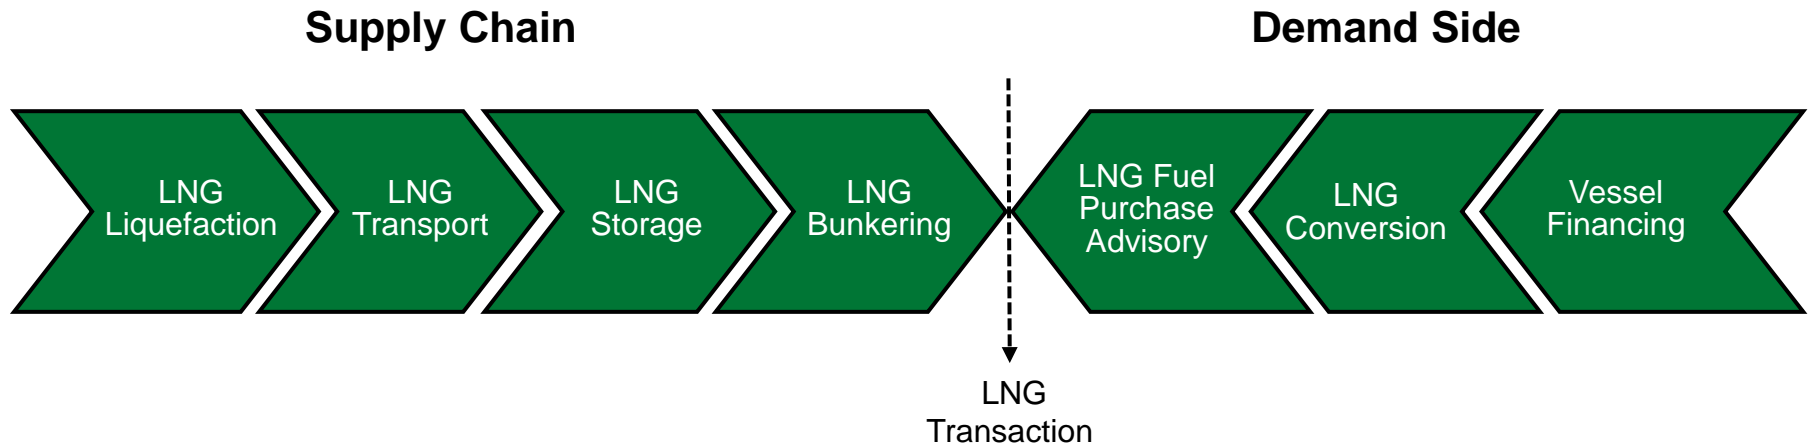 Supply Chain
Demand Side
LNG
Liquefaction
LNG
Transport
LNG
Storage
LNG
Bunkering
LNG Fuel
Purchase
Advisory
LNG
Conversion
Vessel
Financing
LNG
Transaction